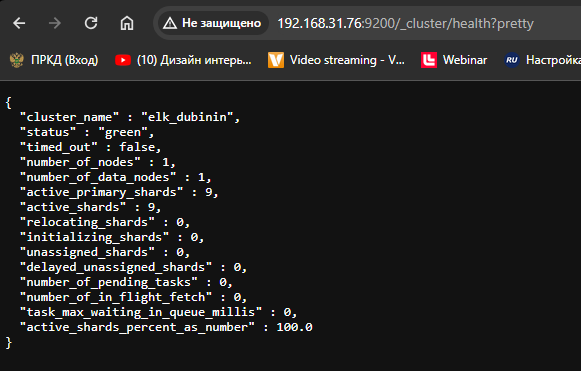 Не защищено 192.168.31.76:9200/_cluster/health?pretty
ПРКД (Вход) (10) Дизайн интерь... Video streaming - V... Webinar RU Настройка
{
"cluster_name" : "elk_dubinin",
"status" : "green",
"timed_out" : false,
"number_of_nodes" : 1,
"number_of_data_nodes" : 1,
"active_primary_shards" : 9,
"active_shards" : 9,
"relocating_shards" : 0,
"initializing_shards" : 0,
"unassigned_shards" : 0,
"delayed_unassigned_shards" : 0,
"number_of_pending_tasks" : 0,
"number_of_in_flight_fetch" : 0,
"task_max_waiting_in_queue_millis" : 0,
"active_shards_percent_as_number" : 100.0
}